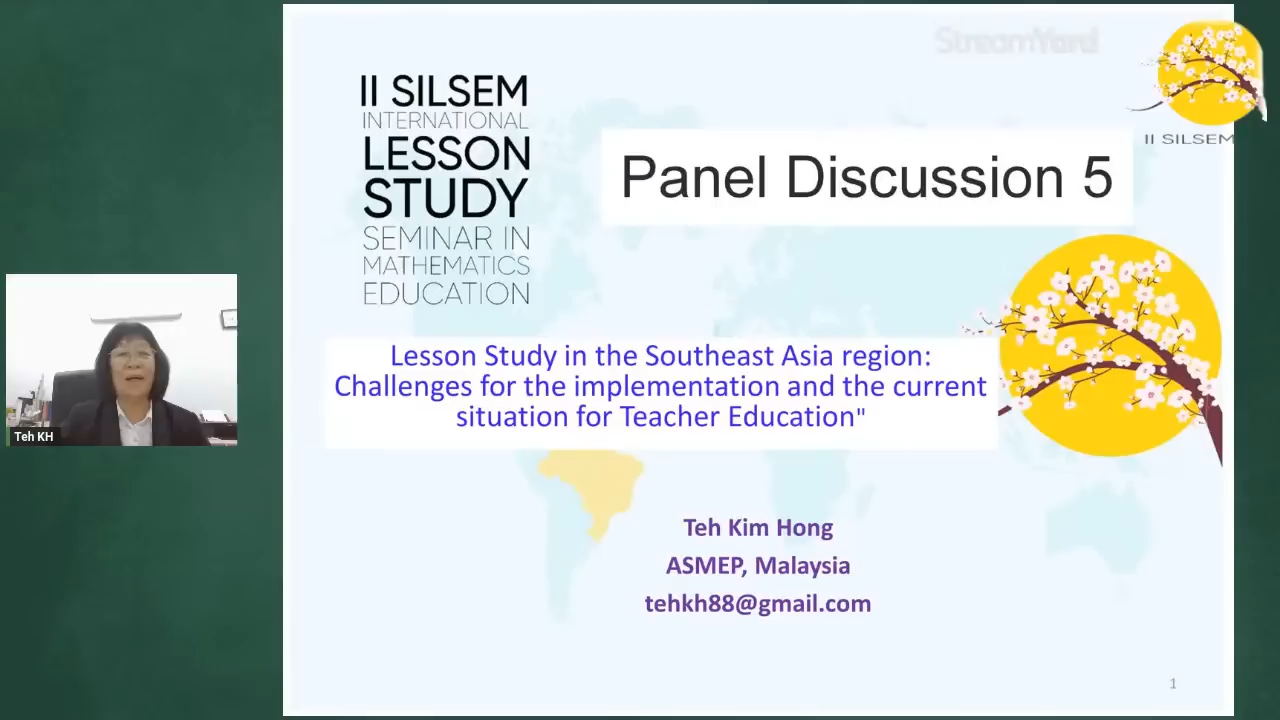 StreamYard
II SILSEM
INTERNATIONAL
LESSON
STUDY
SEMINAR IN
MATHEMATICS
EDUCATION
II SILSEM
Panel Discussion 5
Lesson Study in the Southeast Asia region:
Challenges for the implementation and the current
situation for Teacher Education"
Teh KH
Teh Kim Hong
ASMEP, Malaysia
tehkh88@gmail.com
1